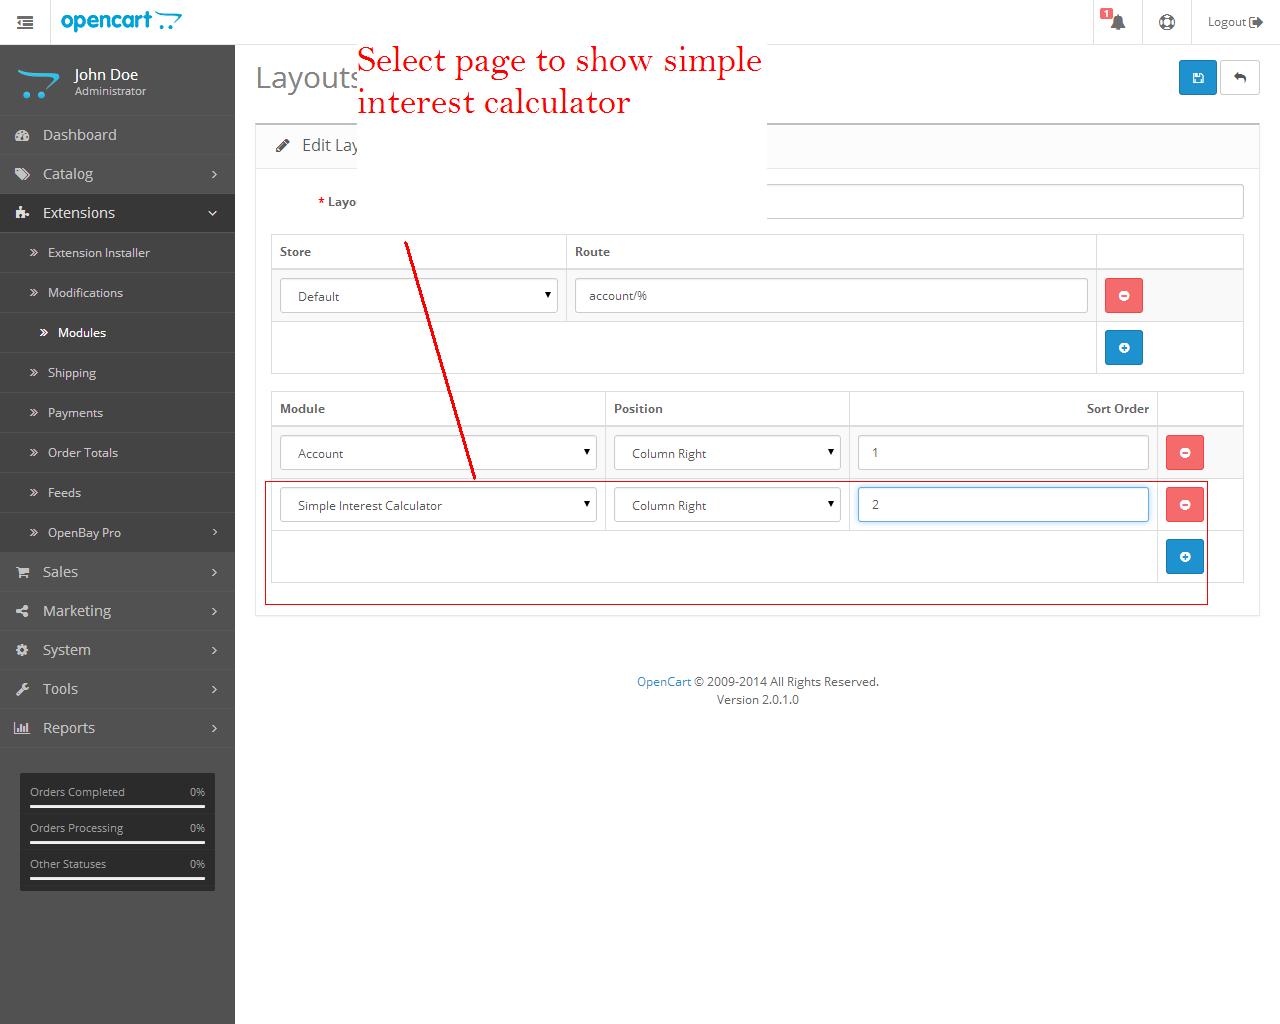 opencart
1
Logout
John Doe
Administrator
Dashboard
Catalog
Extensions
Extension Installer
Modifications
Modules
Shipping
Payments
Order Totals
Feeds
OpenBay Pro
Sales
Marketing
System
Tools
Reports
Orders Completed 0%
Orders Processing 0%
Other Statuses 0%
Layouts
Select page to show simple
interest calculator
Edit Lay
* Layo
Store Route
Default account/%
Module Position Sort Order
Account Column Right 1
Simple Interest Calculator Column Right 2
OpenCart © 2009-2014 All Rights Reserved.
Version 2.0.1.0